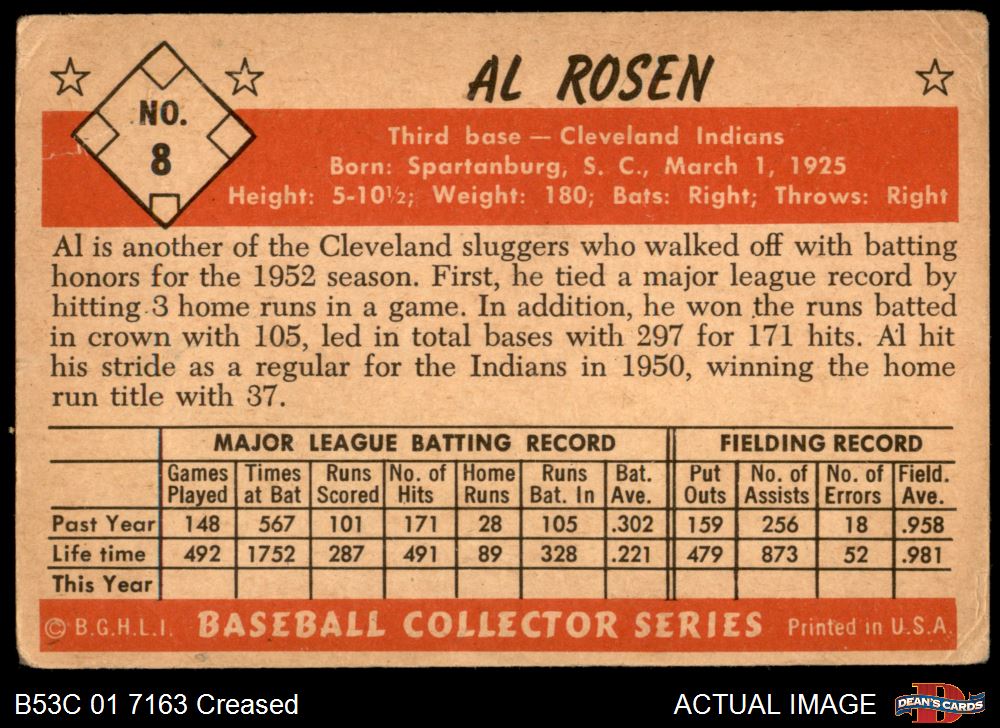 NO.
8
AL ROSEN
Third base — Cleveland Indians
Born: Spartanburg, S. C., March 1, 1925
Height: 5-10½; Weight: 180; Bats: Right; Throws: Right
Al is another of the Cleveland sluggers who walked off with batting
honors for the 1952 season. First, he tied a major league record by
hitting 3 home runs in a game. In addition, he won the runs batted
in crown with 105, led in total bases with 297 for 171 hits. Al hit
his stride as a regular for the Indians in 1950, winning the home
run title with 37.
MAJOR LEAGUE BATTING RECORD FIELDING RECORD
Games Times Runs No. of Home Runs Bat. Put No. of No. of Field.
Played at Bat Scored Hits Runs Bat. In Ave. Outs Assists Errors Ave.
Past Year 148 567 101 171 28 105 .302 159 256 18 .958
Life time 492 1752 287 491 89 328 .221 479 873 52 .981
This Year
© B.G.H.L.I. BASEBALL COLLECTOR SERIES Printed in U.S.A.
B53C 01 7163 Creased ACTUAL IMAGE DEAN'S CARDS